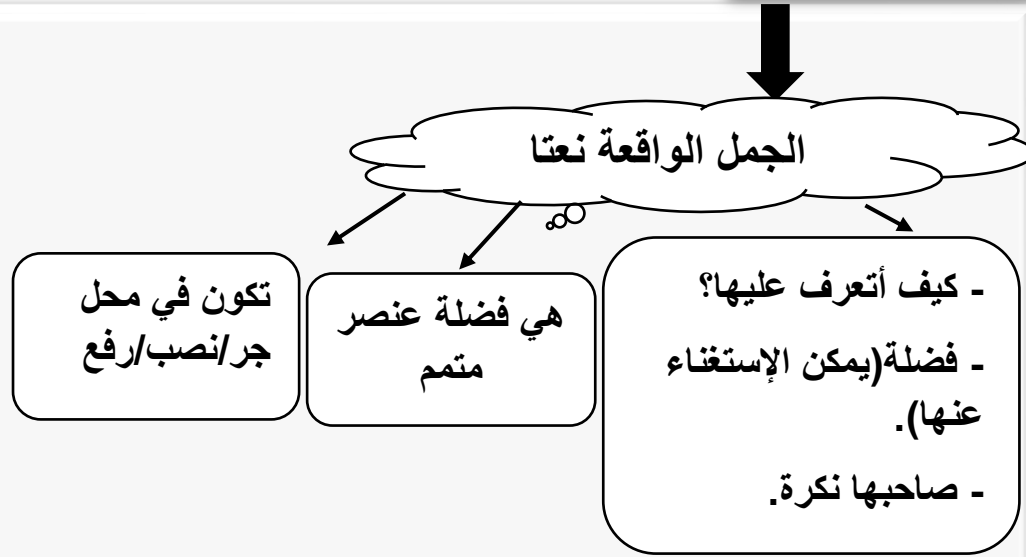 الجمل الواقعة نعتا
- كيف أتعرف عليها؟
- فضلة(يمكن الإستغناء
عنها).
- صاحبها نكرة.
هي فضلة عنصر
متمم
تكون في محل
جر/نصب/رفع